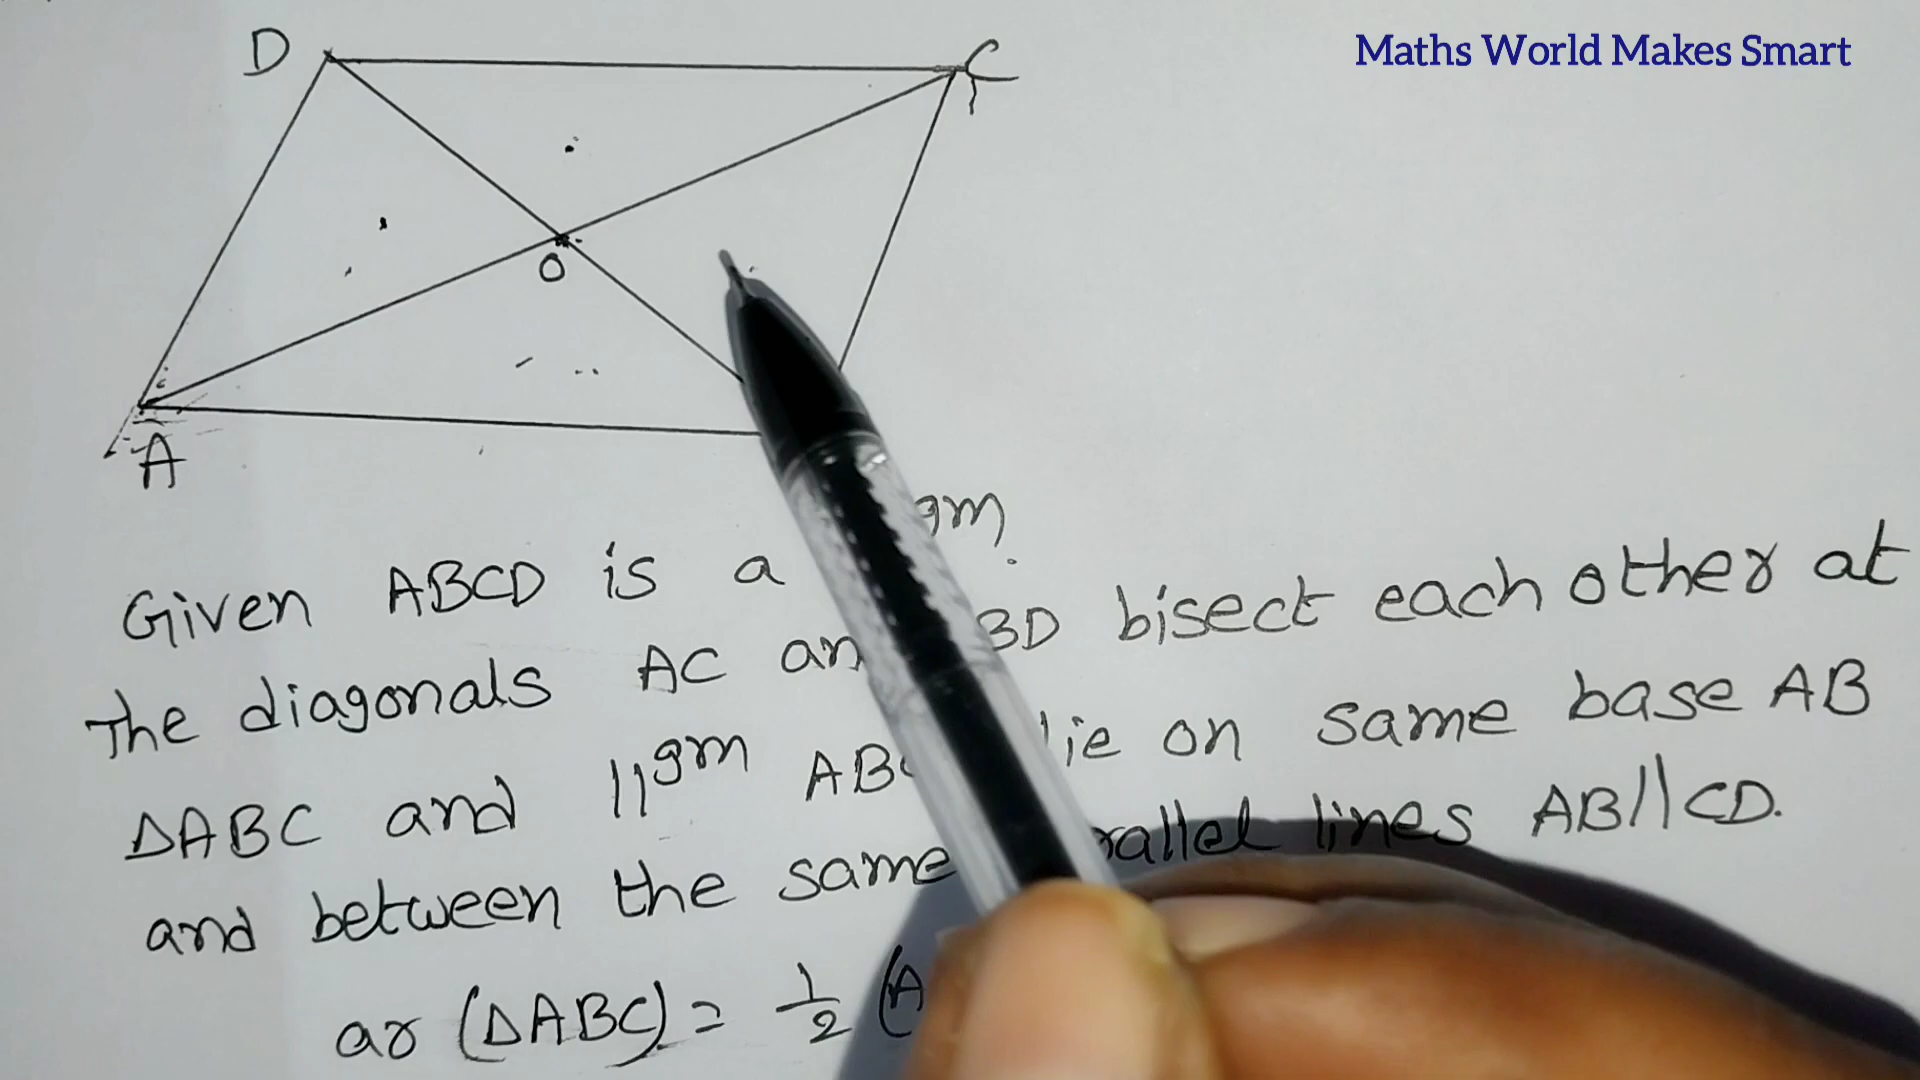 Maths World Makes Smart
D
C
O
A
gm
Given ABCD is a
The diagonals AC bisect each other at
ΔABC and ||gm lie on same base AB
and between the same lines AB||CD.
ar (ΔABC) = 1/2 (A